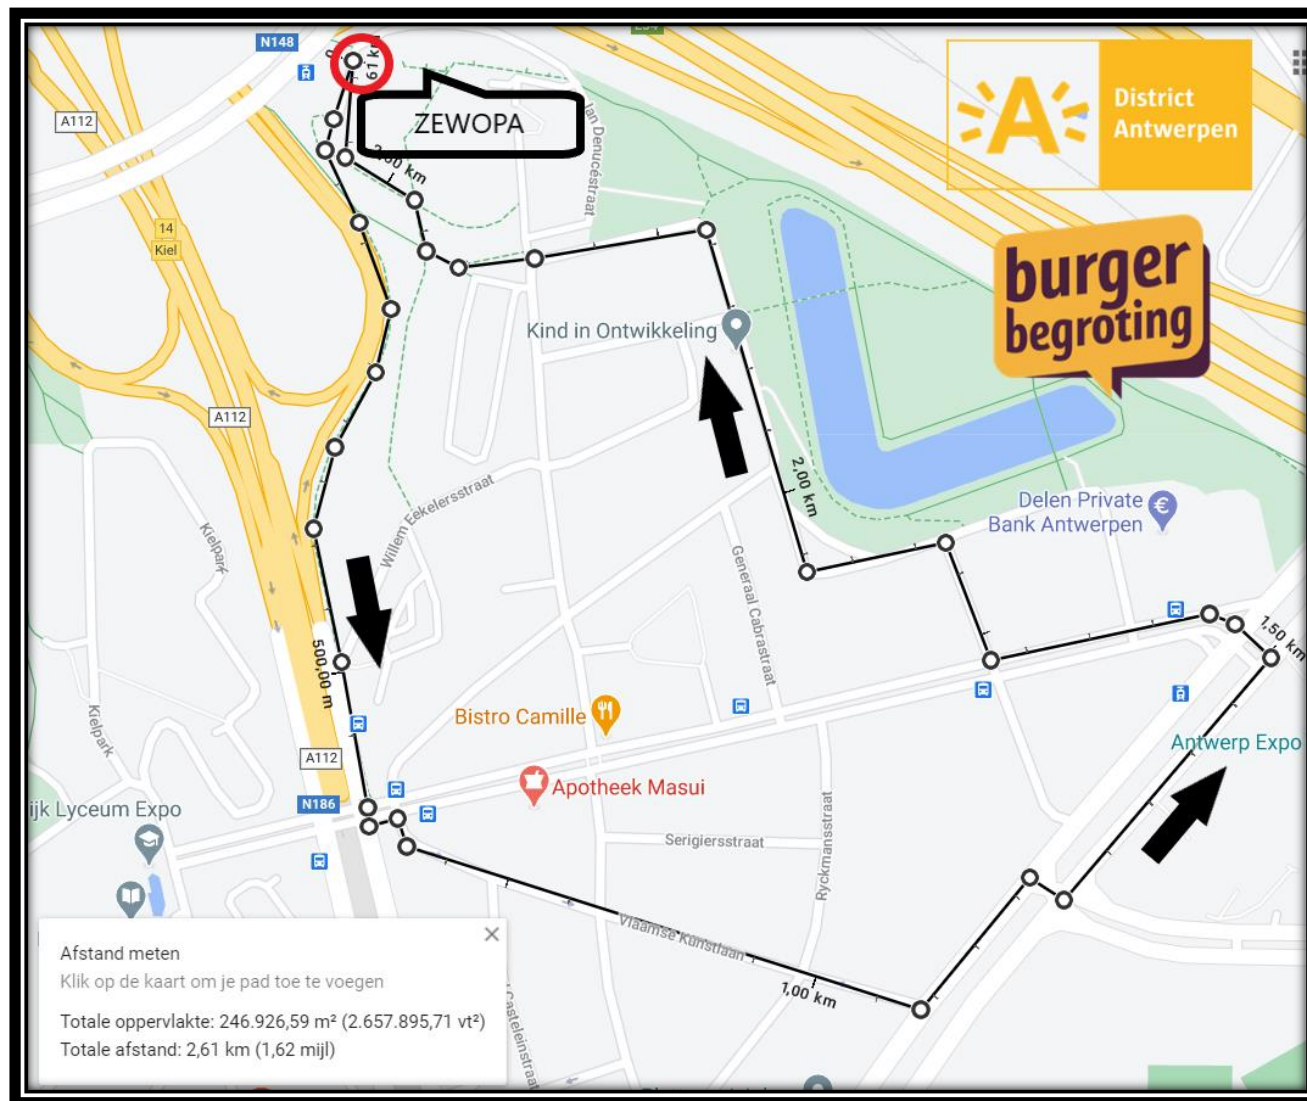 N148
61 km
A112
ZEWOPA
Jan Denucéstraat
District
Antwerpen
burger
begroting
14
Kiel
Kind in Ontwikkeling
A112
Willem Eekelersstraat
Kielpark
2,00 km
Delen Private
Bank Antwerpen
Generaal Cabrastraat
500,00 m
1,50 km
Kielpark
Bistro Camille
Antwerp Expo
A112
N186
Apotheek Masui
ijk Lyceum Expo
Serigiersstraat
Ryckmansstraat
Vlaamse Kunstlaan
1,00 km
Casteleinstraat
Afstand meten
Klik op de kaart om je pad toe te voegen
Totale oppervlakte: 246.926,59 m² (2.657.895,71 vt²)
Totale afstand: 2,61 km (1,62 mijl)